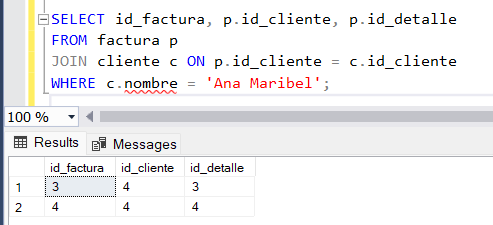 SELECT id_factura, p.id_cliente, p.id_detalle
FROM factura p
JOIN cliente c ON p.id_cliente = c.id_cliente
WHERE c.nombre = 'Ana Maribel';
100 %
Results Messages
id_factura id_cliente id_detalle
1 3 4 3
2 4 4 4